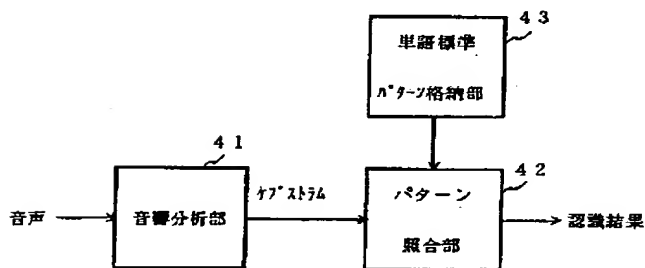 ４３
単語標準
ﾊﾟﾀｰﾝ格納部
４１
４２
音声
音響分析部
ｹﾌﾟｽﾄﾗﾑ
パターン
照合部
認識結果